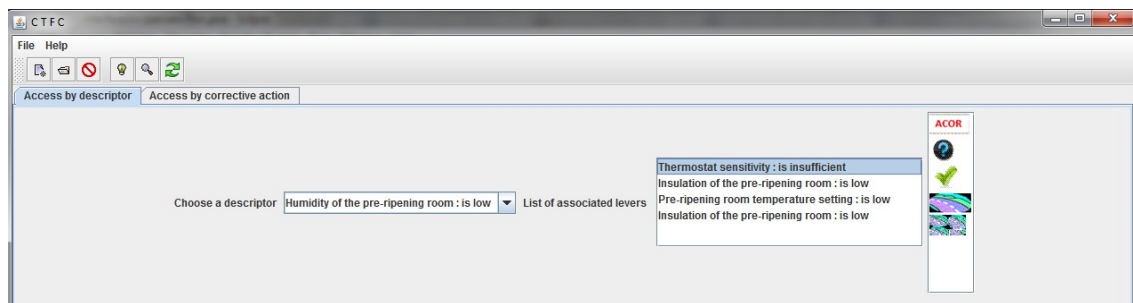 CTFC
File Help
Access by descriptor Access by corrective action
ACOR
Thermostat sensitivity : is insufficient
Insulation of the pre-ripening room : is low
Choose a descriptor Humidity of the pre-ripening room : is low List of associated levers Pre-ripening room temperature setting : is low
Insulation of the pre-ripening room : is low